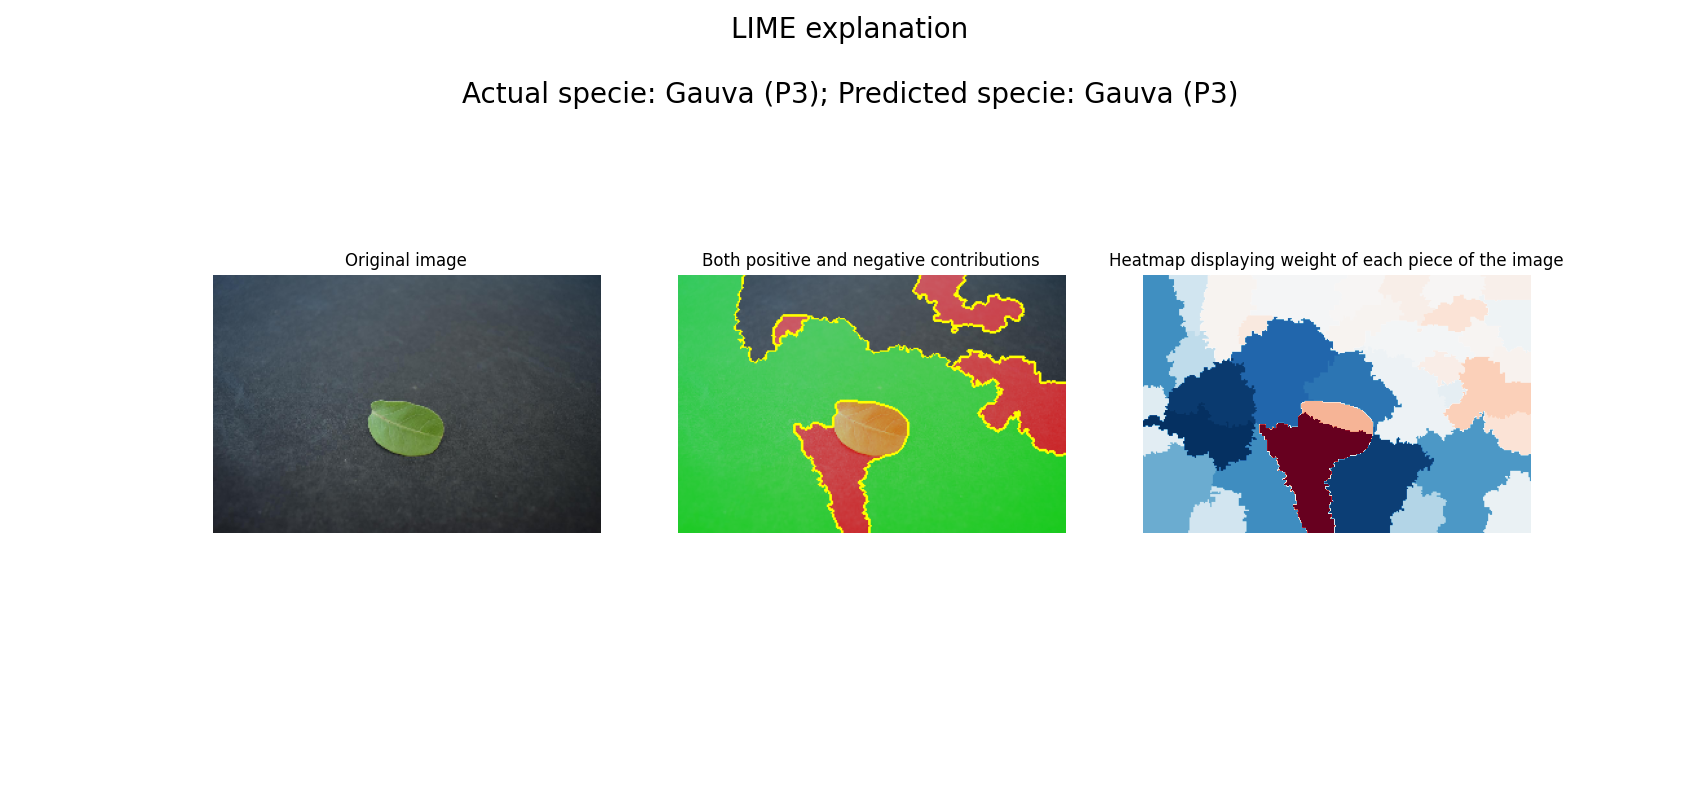 LIME explanation
Actual specie: Gauva (P3); Predicted specie: Gauva (P3)
Original image
Both positive and negative contributions
Heatmap displaying weight of each piece of the image